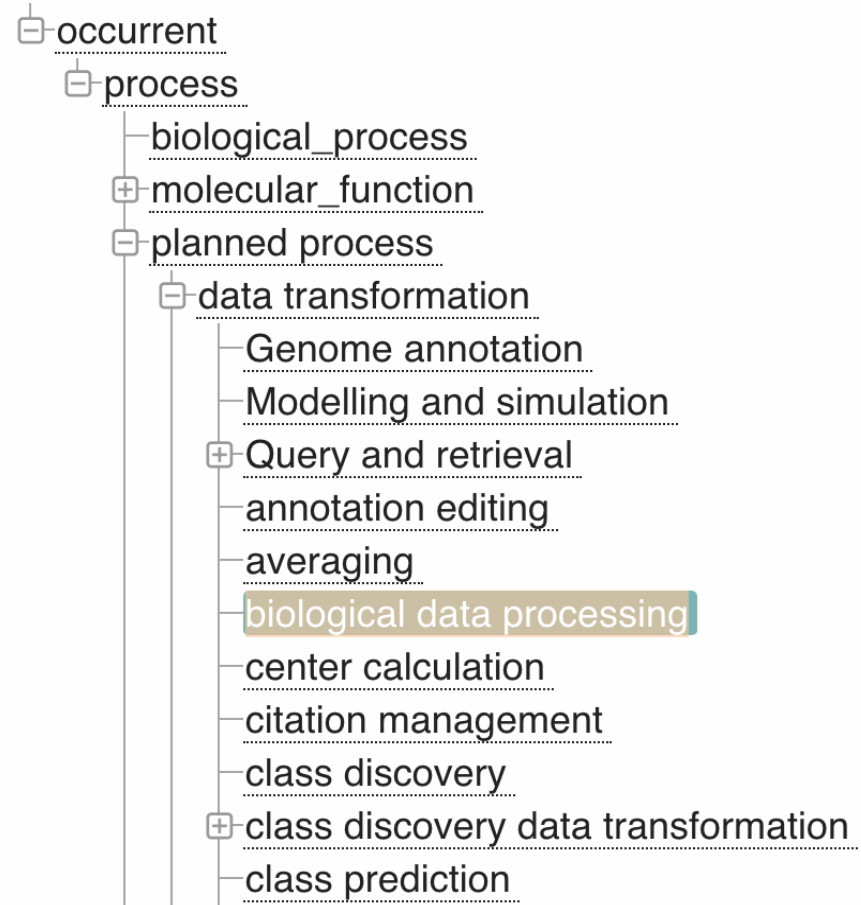 occurrent
process
biological_process
molecular_function
planned process
data transformation
Genome annotation
Modelling and simulation
Query and retrieval
annotation editing
averaging
biological data processing
center calculation
citation management
class discovery
class discovery data transformation
class prediction